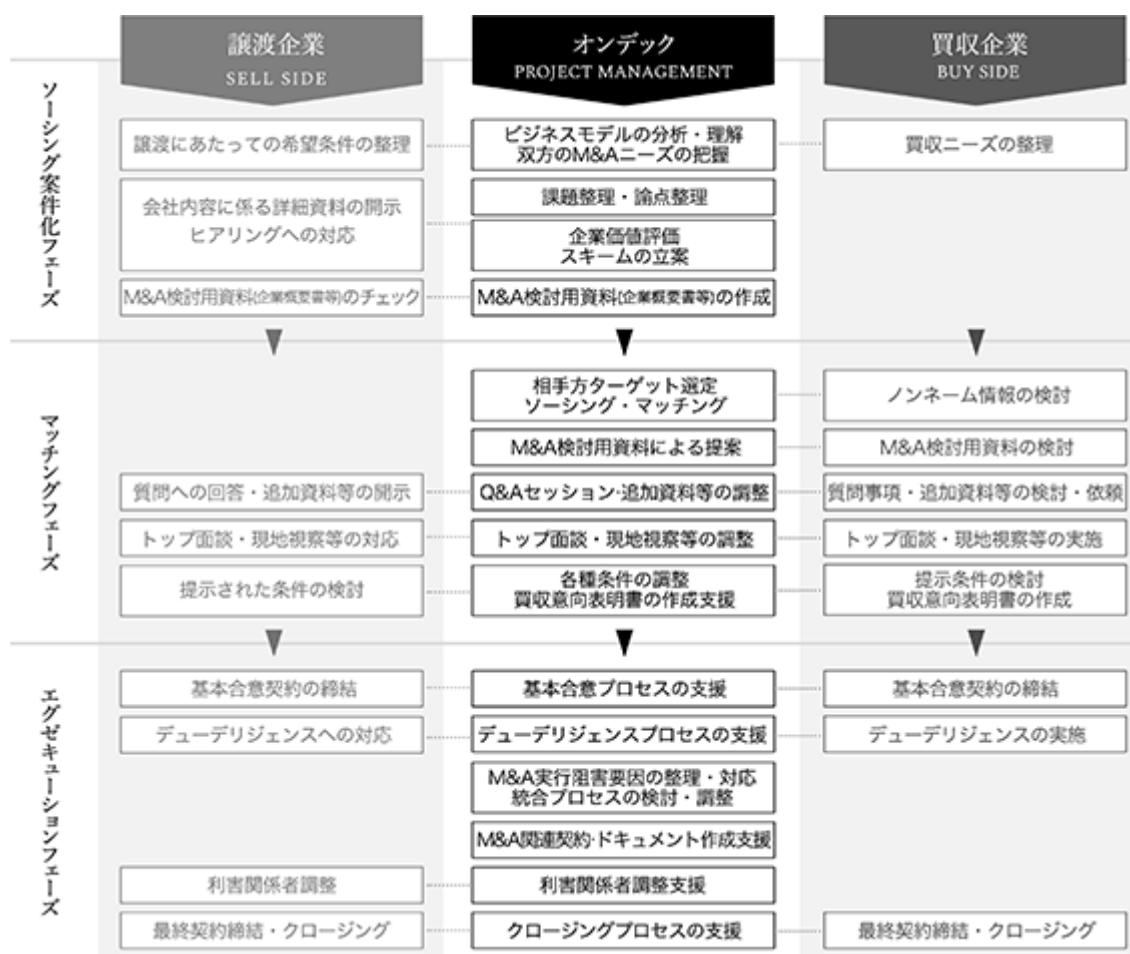 譲渡企業
SELL SIDE
オンデック
PROJECT MANAGEMENT
買収企業
BUY SIDE
ソーシング案件化フェーズ
譲渡にあたっての希望条件の整理
ビジネスモデルの分析・理解
双方のM&Aニーズの把握
買収ニーズの整理
会社内容に係る詳細資料の開示
ヒアリングへの対応
課題整理・論点整理
企業価値評価
スキームの立案
M&A検討用資料(企業概要書等)のチェック
M&A検討用資料(企業概要書等)の作成
マッチングフェーズ
相手方ターゲット選定
ソーシング・マッチング
ノンネーム情報の検討
M&A検討用資料による提案
M&A検討用資料の検討
質問への回答・追加資料等の開示
Q&Aセッション・追加資料等の調整
質問事項・追加資料等の検討・依頼
トップ面談・現地視察等の対応
トップ面談・現地視察等の調整
トップ面談・現地視察等の実施
提示された条件の検討
各種条件の調整
買収意向表明書の作成支援
提示条件の検討
買収意向表明書の作成
エグゼキューションフェーズ
基本合意契約の締結
基本合意プロセスの支援
基本合意契約の締結
デューデリジェンスへの対応
デューデリジェンスプロセスの支援
デューデリジェンスの実施
M&A実行阻害要因の整理・対応
統合プロセスの検討・調整
M&A関連契約・ドキュメント作成支援
利害関係者調整
利害関係者調整支援
最終契約締結・クロージング
クロージングプロセスの支援
最終契約締結・クロージング